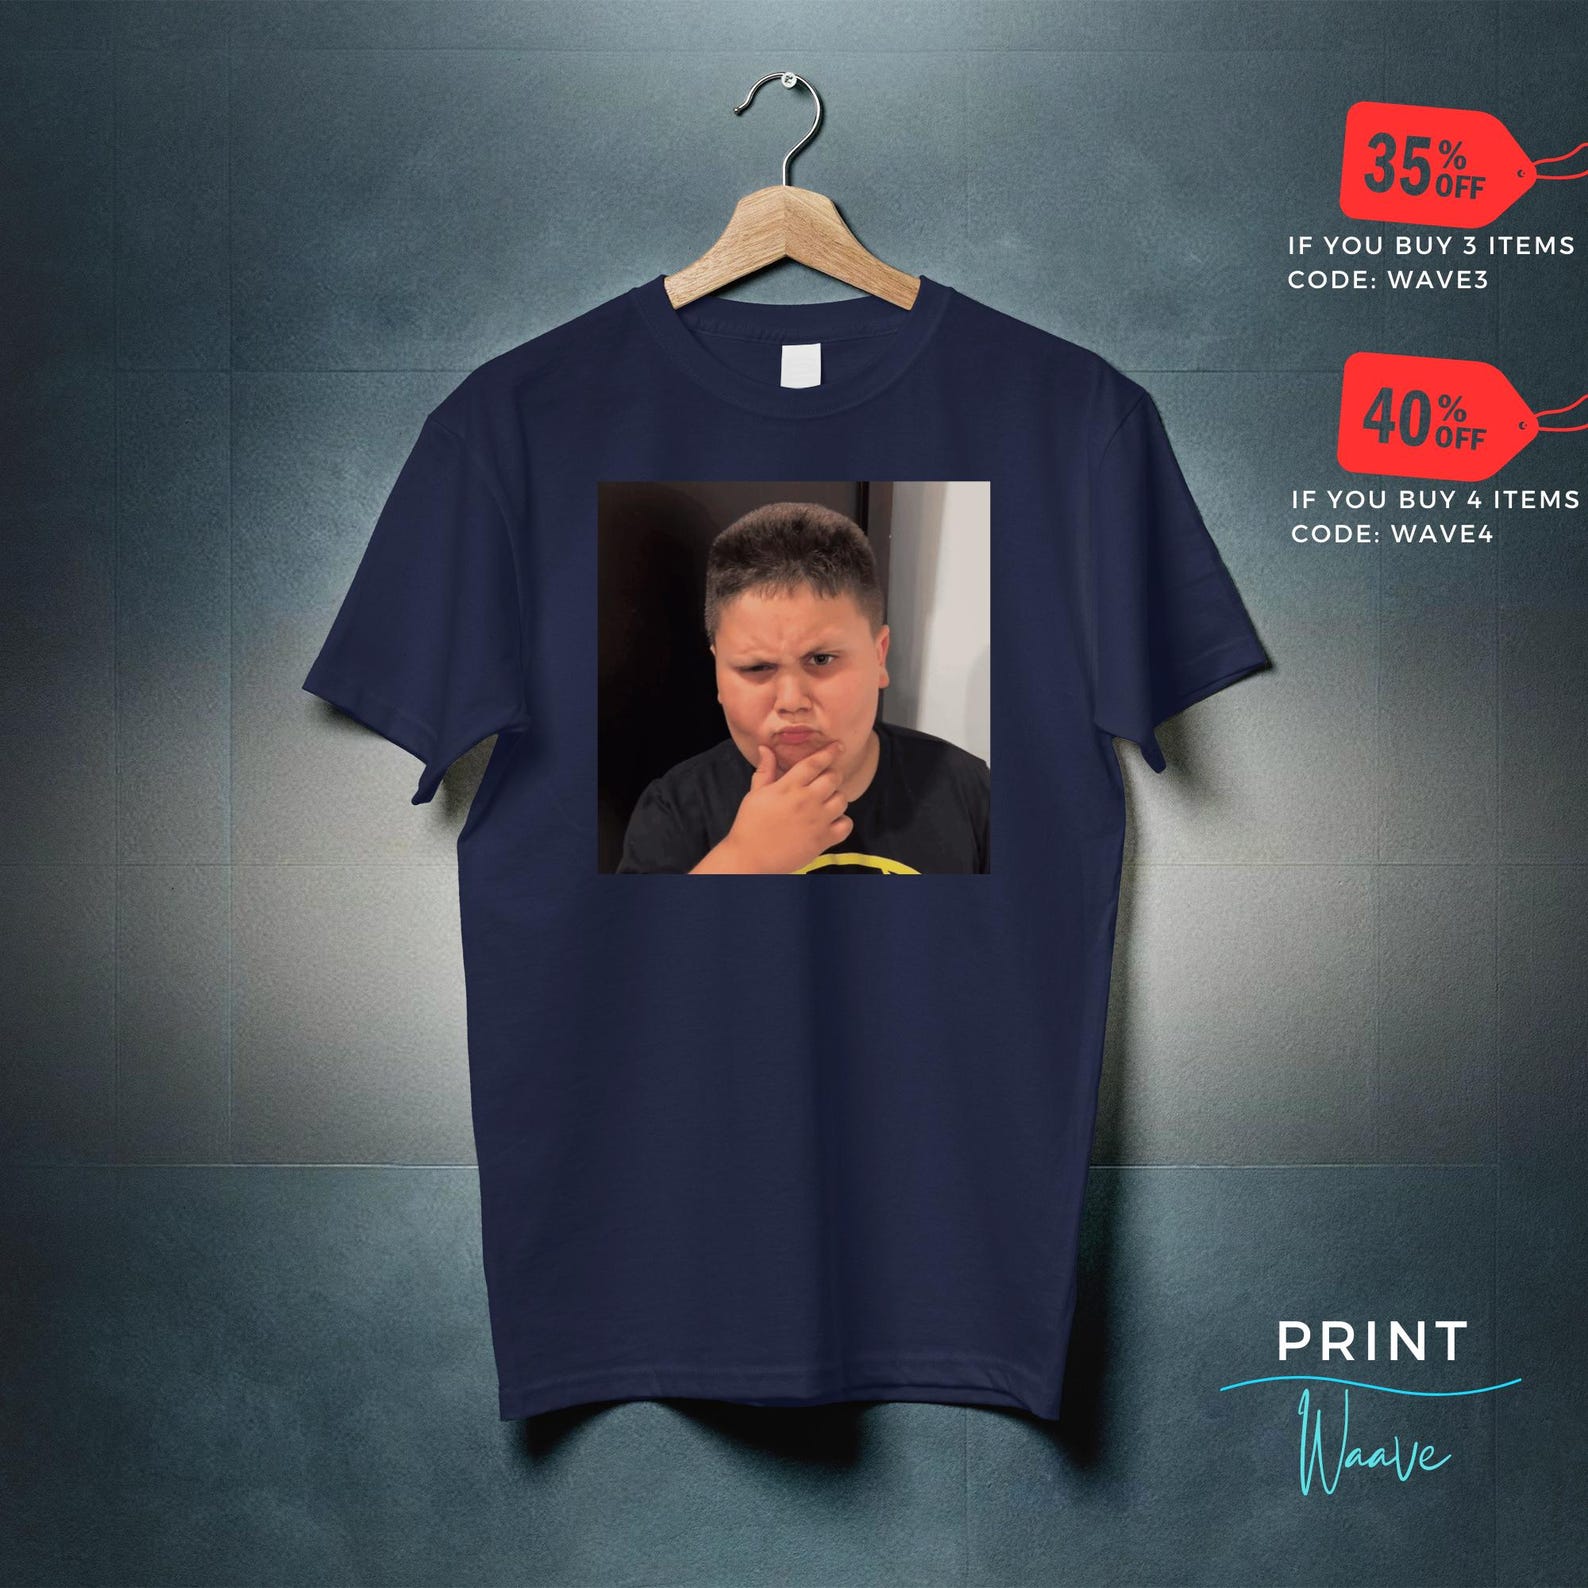 35% OFF
IF YOU BUY 3 ITEMS
CODE: WAVE3
40% OFF
IF YOU BUY 4 ITEMS
CODE: WAVE4
PRINT
Waave